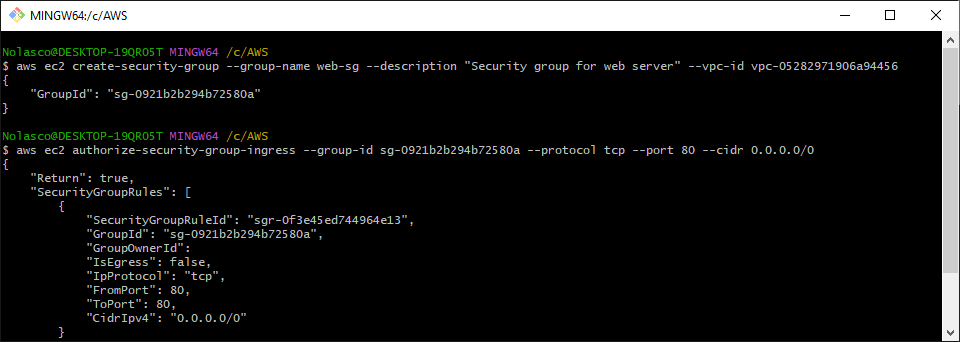 MINGW64:/c/AWS
Nolasco@DESKTOP-19QRO5T MINGW64 /c/AWS
$ aws ec2 create-security-group --group-name web-sg --description "Security group for web server" --vpc-id vpc-05282971906a94456
{
    "GroupId": "sg-0921b2b294b72580a"
}
Nolasco@DESKTOP-19QRO5T MINGW64 /c/AWS
$ aws ec2 authorize-security-group-ingress --group-id sg-0921b2b294b72580a --protocol tcp --port 80 --cidr 0.0.0.0/0
{
    "Return": true,
    "SecurityGroupRules": [
        {
            "SecurityGroupRuleId": "sgr-0f3e45ed744964e13",
            "GroupId": "sg-0921b2b294b72580a",
            "GroupOwnerId":
            "IsEgress": false,
            "IpProtocol": "tcp",
            "FromPort": 80,
            "ToPort": 80,
            "CidrIpv4": "0.0.0.0/0"
        }